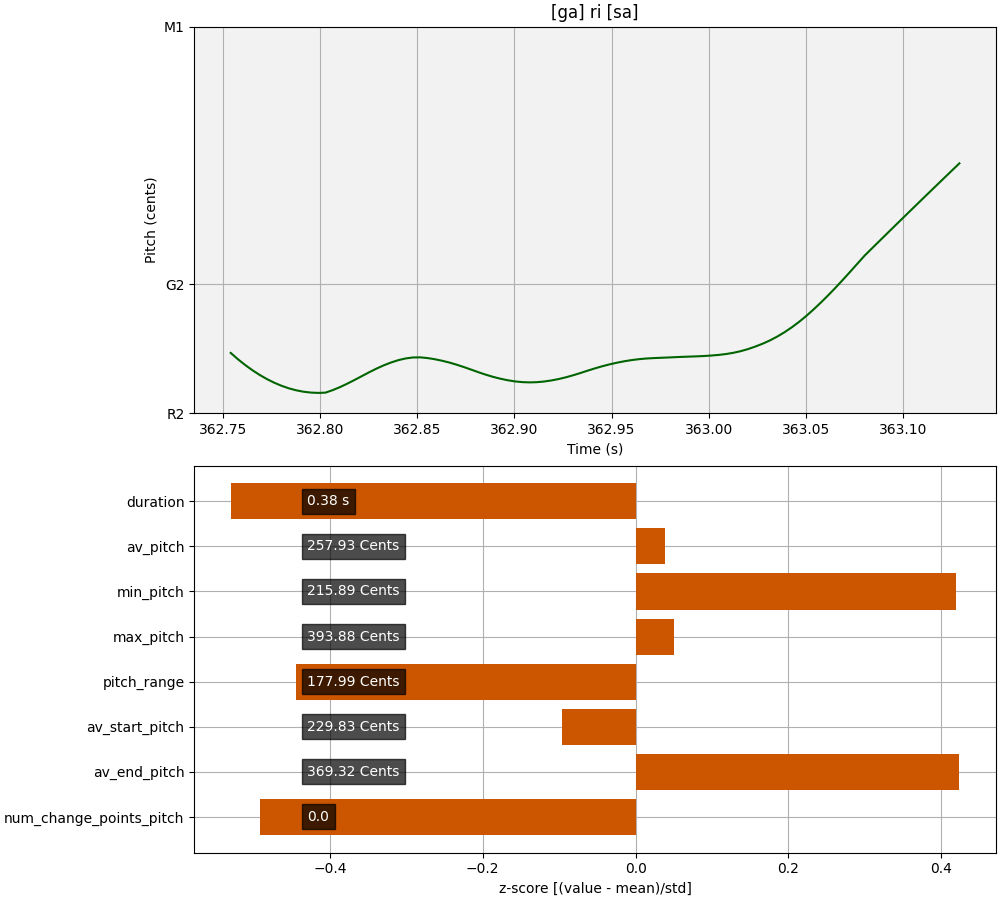 [ga] ri [sa]
M1
Pitch (cents)
G2
R2
362.75 362.80 362.85 362.90 362.95 363.00 363.05 363.10
Time (s)
duration 0.38 s
av_pitch 257.93 Cents
min_pitch 215.89 Cents
max_pitch 393.88 Cents
pitch_range 177.99 Cents
av_start_pitch 229.83 Cents
av_end_pitch 369.32 Cents
num_change_points_pitch 0.0
−0.4 −0.2 0.0 0.2 0.4
z-score [(value - mean)/std]